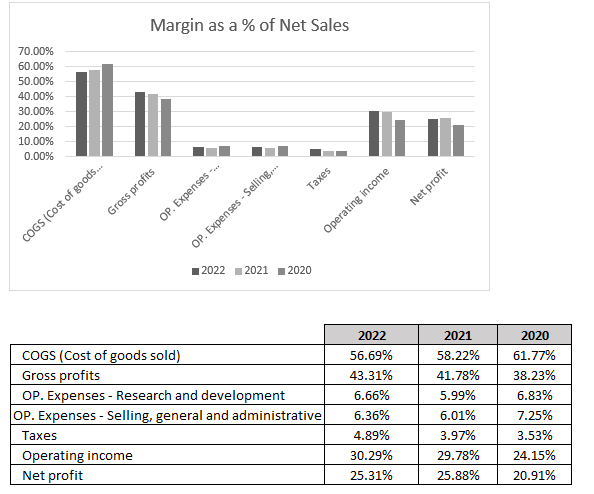 Margin as a % of Net Sales
70.00%
60.00%
50.00%
40.00%
30.00%
20.00%
10.00%
0.00%
COGS (Cost of goods...
Gross profits
OP. Expenses -...
OP. Expenses - Selling,...
Taxes
Operating income
Net profit
2022 2021 2020
2022 2021 2020
COGS (Cost of goods sold) 56.69% 58.22% 61.77%
Gross profits 43.31% 41.78% 38.23%
OP. Expenses - Research and development 6.66% 5.99% 6.83%
OP. Expenses - Selling, general and administrative 6.36% 6.01% 7.25%
Taxes 4.89% 3.97% 3.53%
Operating income 30.29% 29.78% 24.15%
Net profit 25.31% 25.88% 20.91%